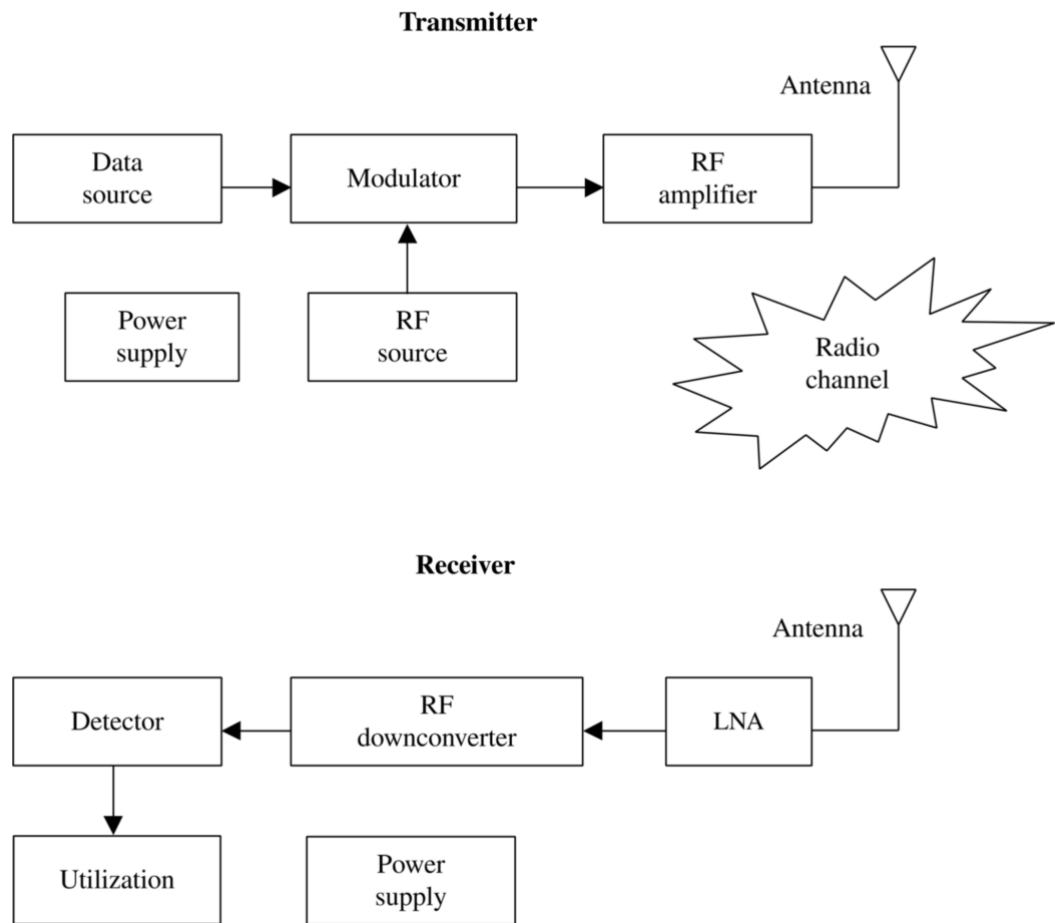 Transmitter
Antenna
Data
source
Modulator
RF
amplifier
Power
supply
RF
source
Radio
channel
Receiver
Antenna
Detector
RF
downconverter
LNA
Utilization
Power
supply